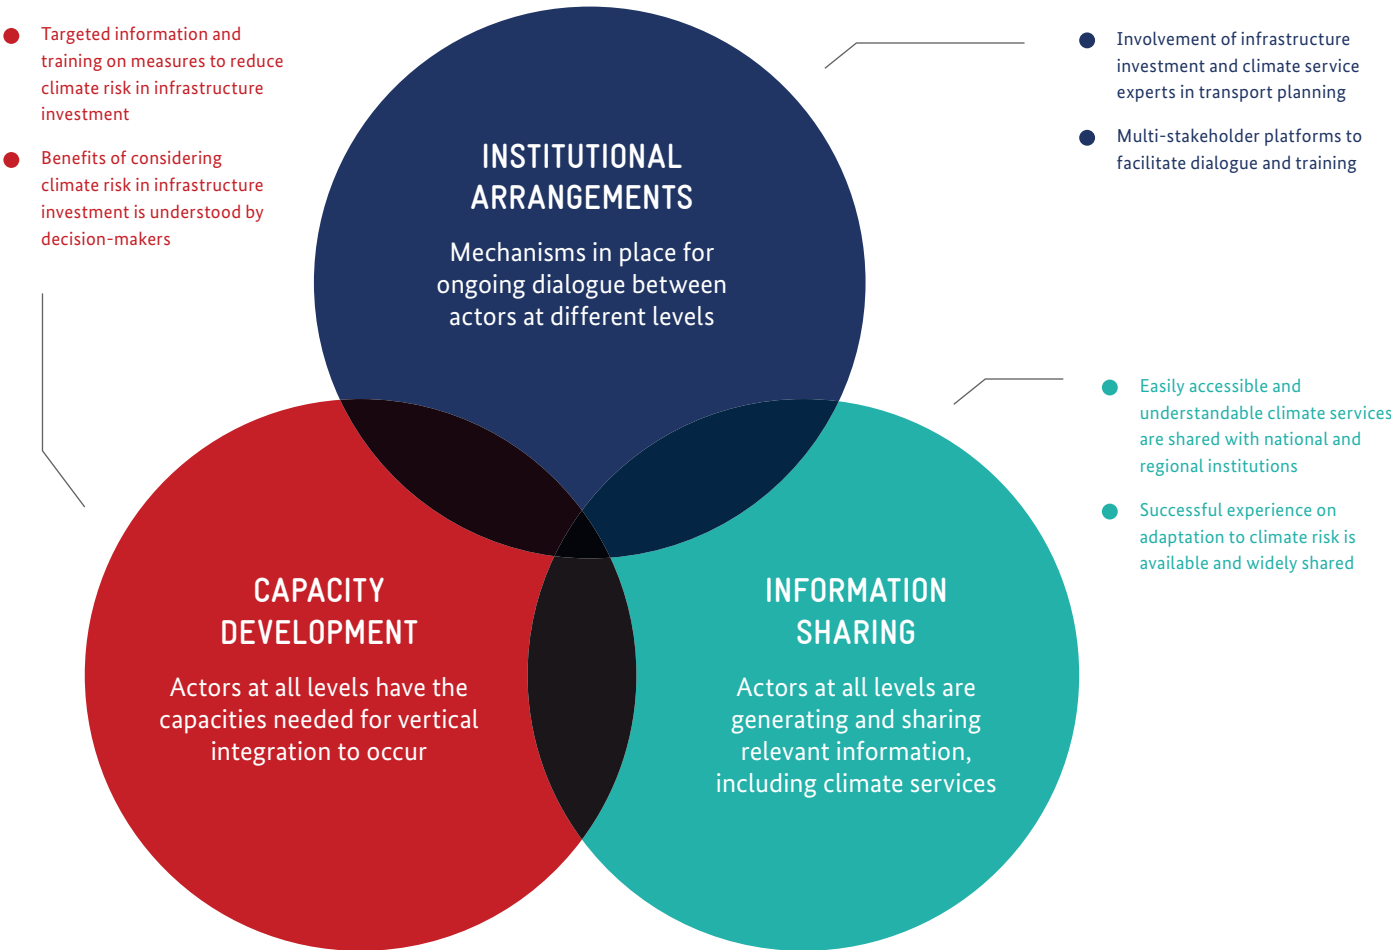 Targeted information and
training on measures to reduce
climate risk in infrastructure
investment
Benefits of considering
climate risk in infrastructure
investment is understood by
decision-makers
INSTITUTIONAL
ARRANGEMENTS
Mechanisms in place for
ongoing dialogue between
actors at different levels
Involvement of infrastructure
investment and climate service
experts in transport planning
Multi-stakeholder platforms to
facilitate dialogue and training
Easily accessible and
understandable climate services
are shared with national and
regional institutions
Successful experience on
adaptation to climate risk is
available and widely shared
CAPACITY
DEVELOPMENT
Actors at all levels have the
capacities needed for vertical
integration to occur
INFORMATION
SHARING
Actors at all levels are
generating and sharing
relevant information,
including climate services